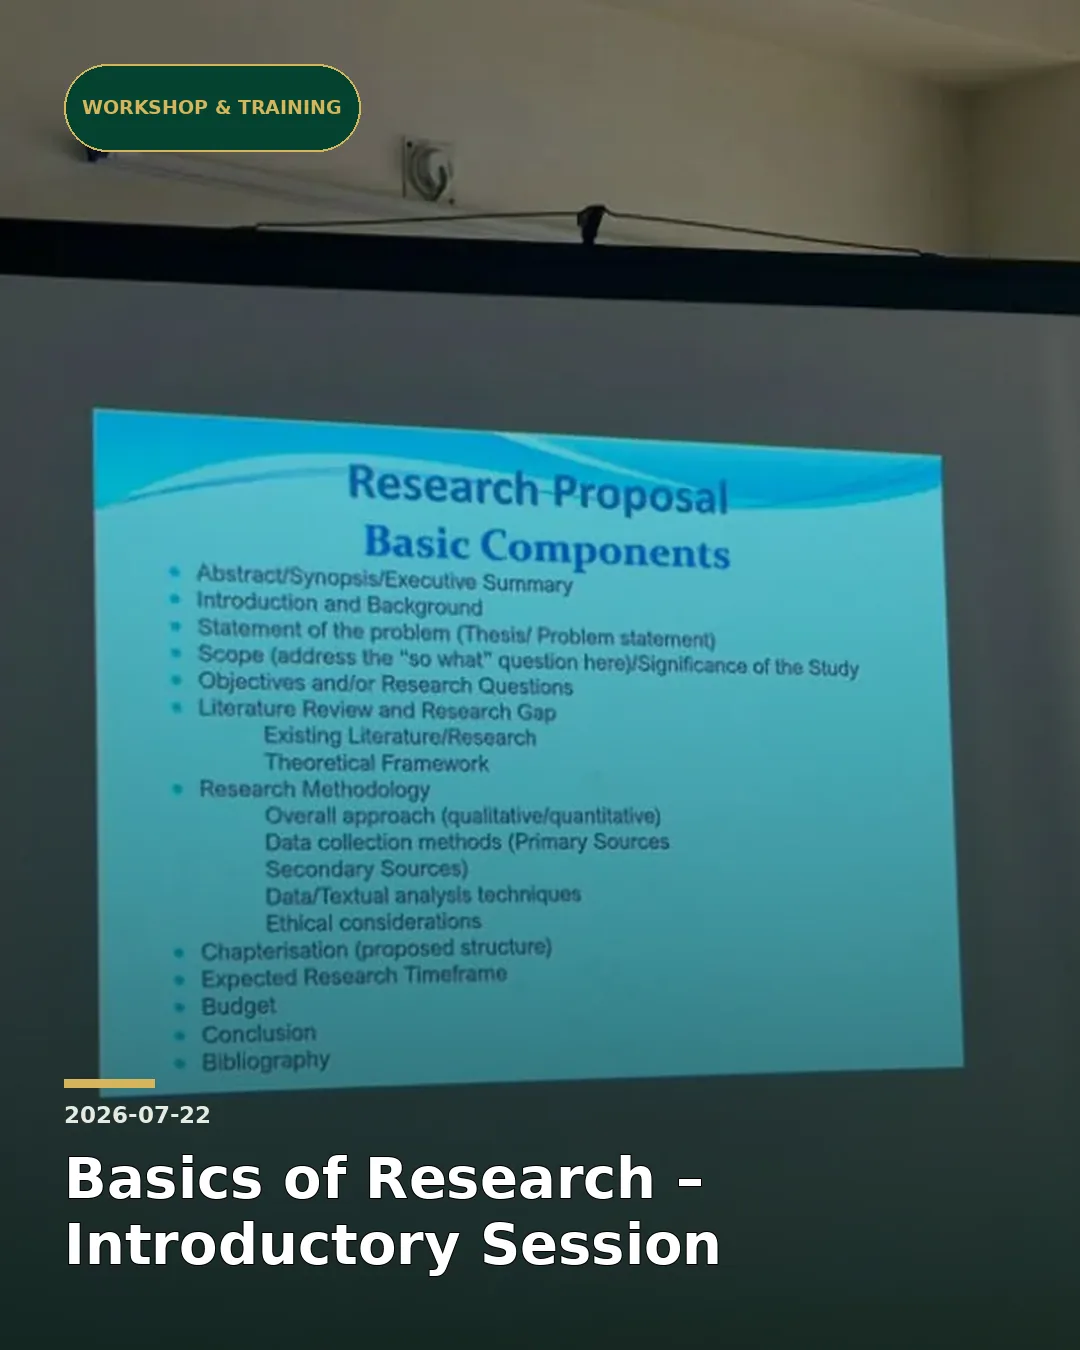 WORKSHOP & TRAINING
Research Proposal
Basic Components
Abstract/Synopsis/Executive Summary
Introduction and Background
Statement of the problem (Thesis/ Problem statement)
Scope (address the "so what" question here)/Significance of the Study
Objectives and/or Research Questions
Literature Review and Research Gap
Existing Literature/Research
Theoretical Framework
Research Methodology
Overall approach (qualitative/quantitative)
Data collection methods (Primary Sources
Secondary Sources)
Data/Textual analysis techniques
Ethical considerations
Chapterisation (proposed structure)
Expected Research Timeframe
Budget
Conclusion
Bibliography
2026-07-22
Basics of Research –
Introductory Session